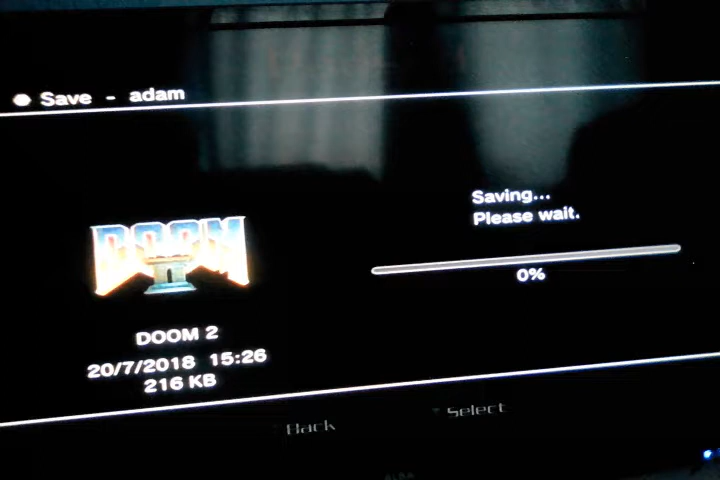 Save - adam
DOOM
Saving...
Please wait.
0%
DOOM 2
20/7/2018 15:26
216 KB
Back
Select